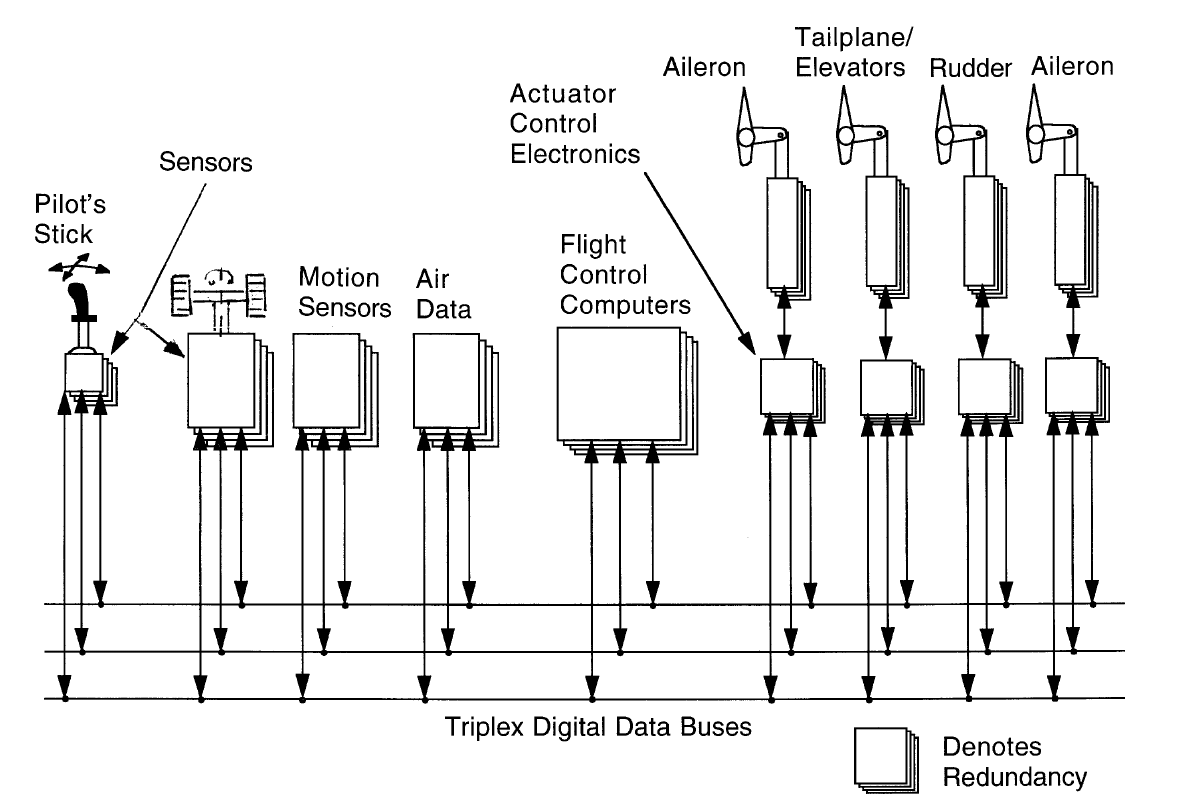 Aileron
Tailplane/
Elevators
Rudder
Aileron
Actuator
Control
Electronics
Sensors
Pilot's
Stick
Motion
Sensors
Air
Data
Flight
Control
Computers
Triplex Digital Data Buses
Denotes
Redundancy